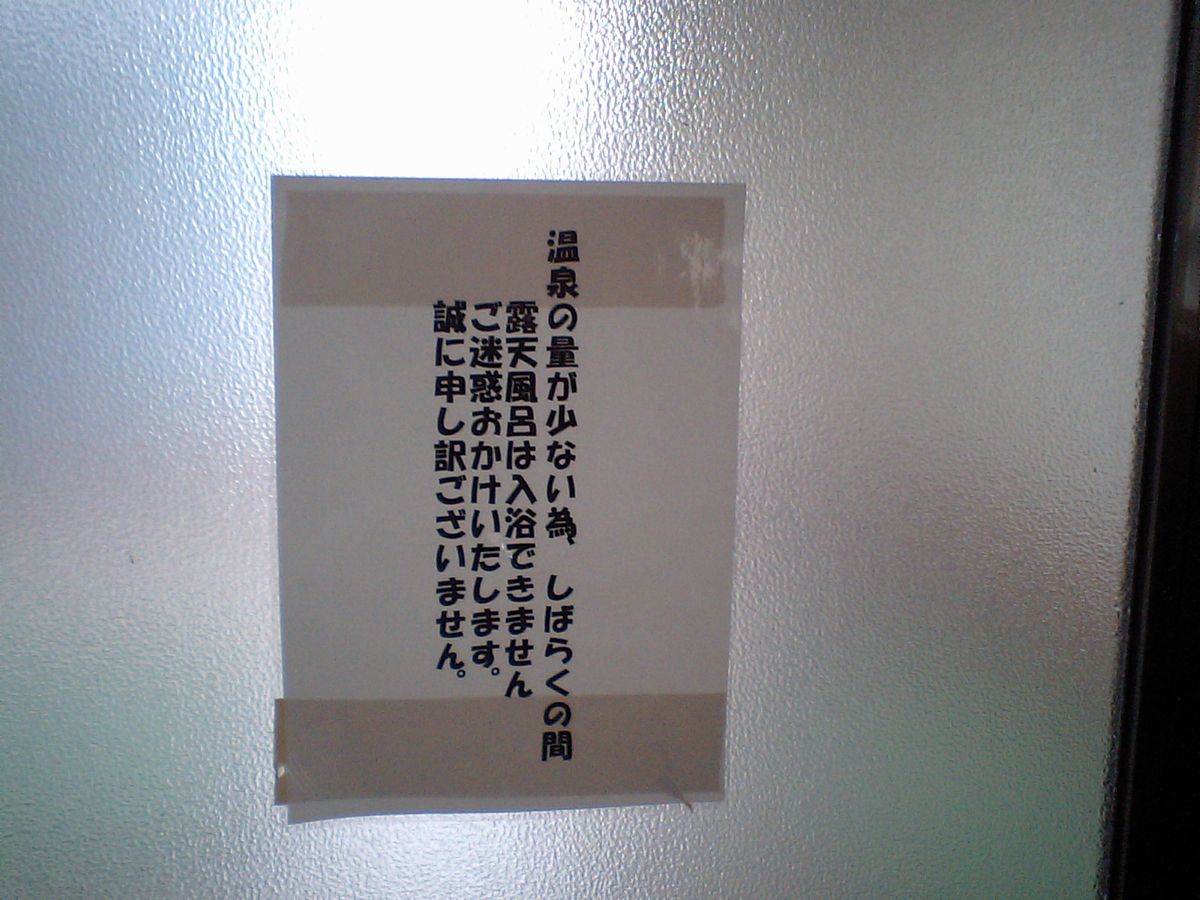 温泉の量が少ない為、しばらくの間
露天風呂は入浴できません
ご迷惑おかけいたします。
誠に申し訳ございません。